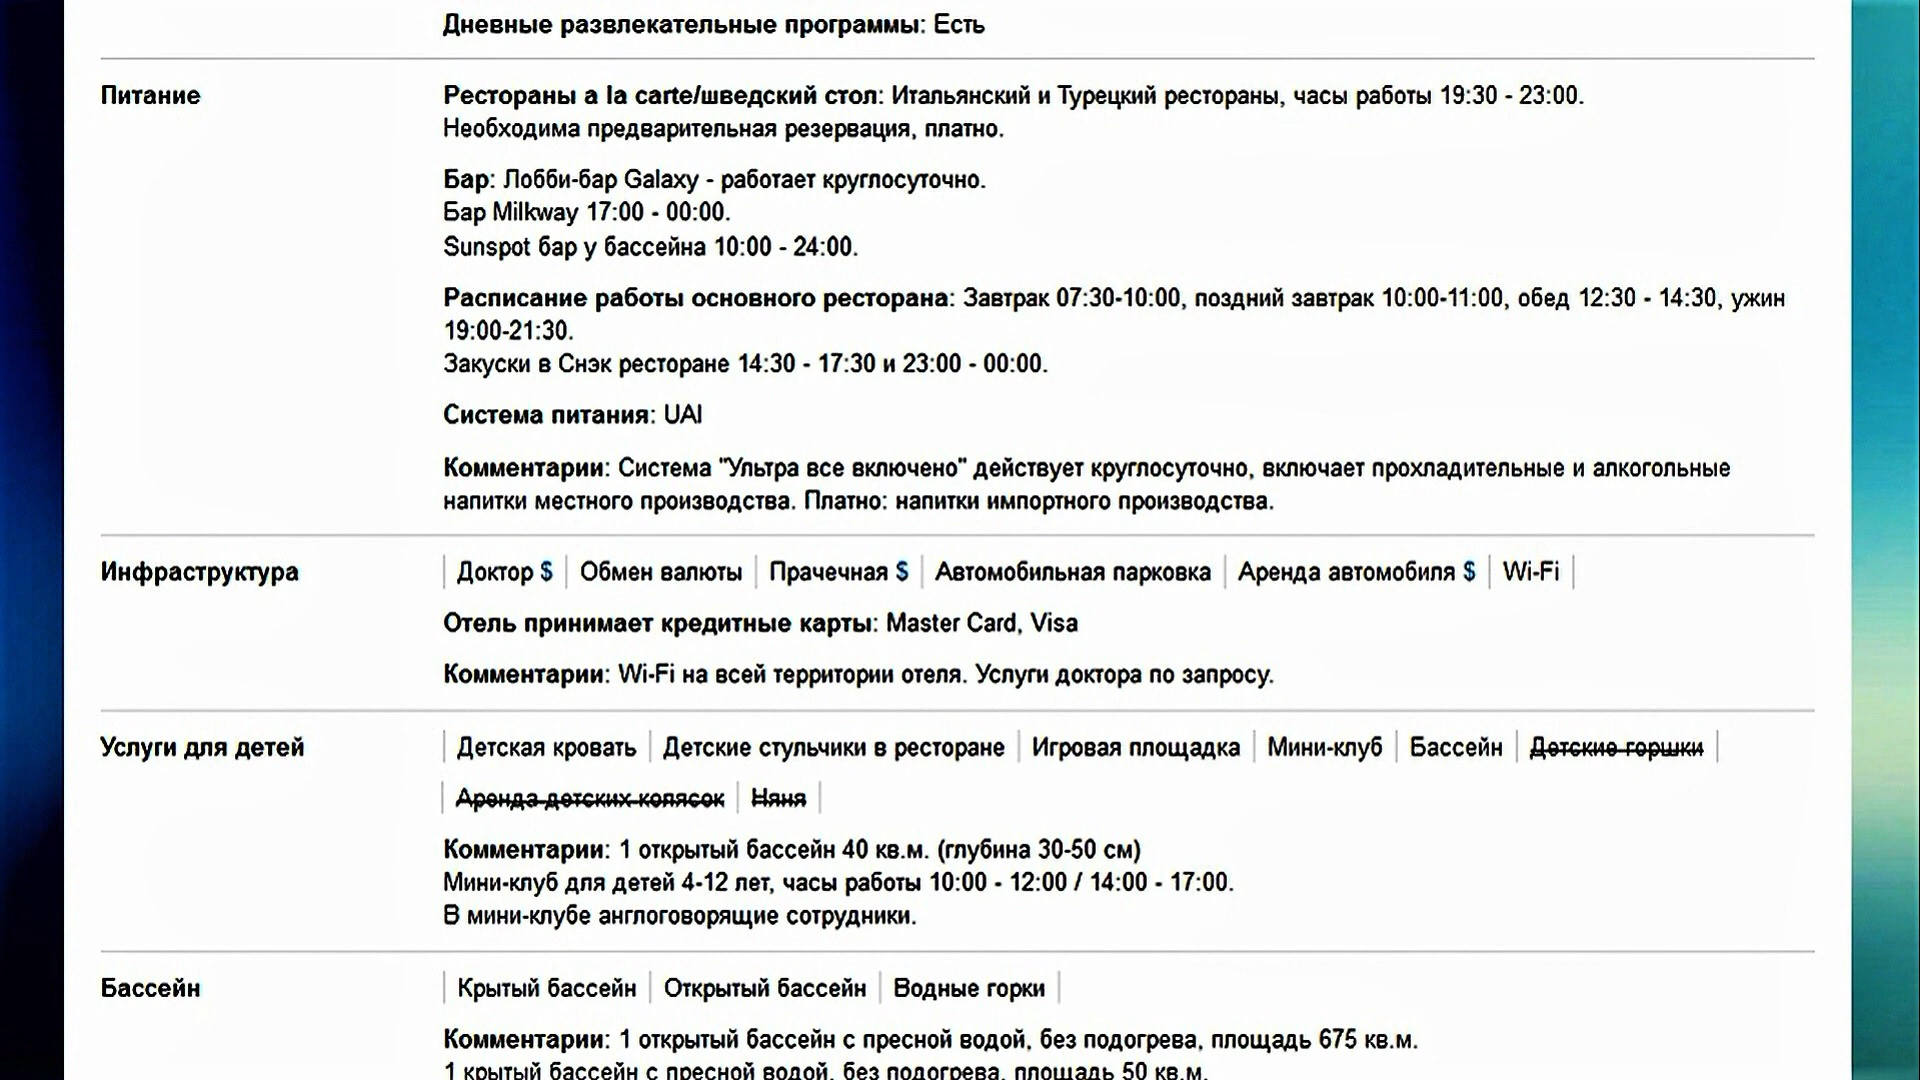 Дневные развлекательные программы: Есть
Питание
Рестораны a la carte/шведский стол: Итальянский и Турецкий рестораны, часы работы 19:30 - 23:00.
Необходима предварительная резервация, платно.
Бар: Лобби-бар Galaxy - работает круглосуточно.
Бар Milkway 17:00 - 00:00.
Sunspot бар у бассейна 10:00 - 24:00.
Расписание работы основного ресторана: Завтрак 07:30-10:00, поздний завтрак 10:00-11:00, обед 12:30 - 14:30, ужин
19:00-21:30.
Закуски в Снэк ресторане 14:30 - 17:30 и 23:00 - 00:00.
Система питания: UAI
Комментарии: Система "Ультра все включено" действует круглосуточно, включает прохладительные и алкогольные
напитки местного производства. Платно: напитки импортного производства.
Инфраструктура
Доктор $ | Обмен валюты | Прачечная $ | Автомобильная парковка | Аренда автомобиля $ | Wi-Fi
Отель принимает кредитные карты: Master Card, Visa
Комментарии: Wi-Fi на всей территории отеля. Услуги доктора по запросу.
Услуги для детей
Детская кровать | Детские стульчики в ресторане | Игровая площадка | Мини-клуб | Бассейн | Детские горшки
Аренда детских колясок | Няня
Комментарии: 1 открытый бассейн 40 кв.м. (глубина 30-50 см)
Мини-клуб для детей 4-12 лет, часы работы 10:00 - 12:00 / 14:00 - 17:00.
В мини-клубе англоговорящие сотрудники.
Бассейн
Крытый бассейн | Открытый бассейн | Водные горки
Комментарии: 1 открытый бассейн с пресной водой, без подогрева, площадь 675 кв.м.
1 крытый бассейн с пресной водой, без подогрева, площадь 50 кв.м.